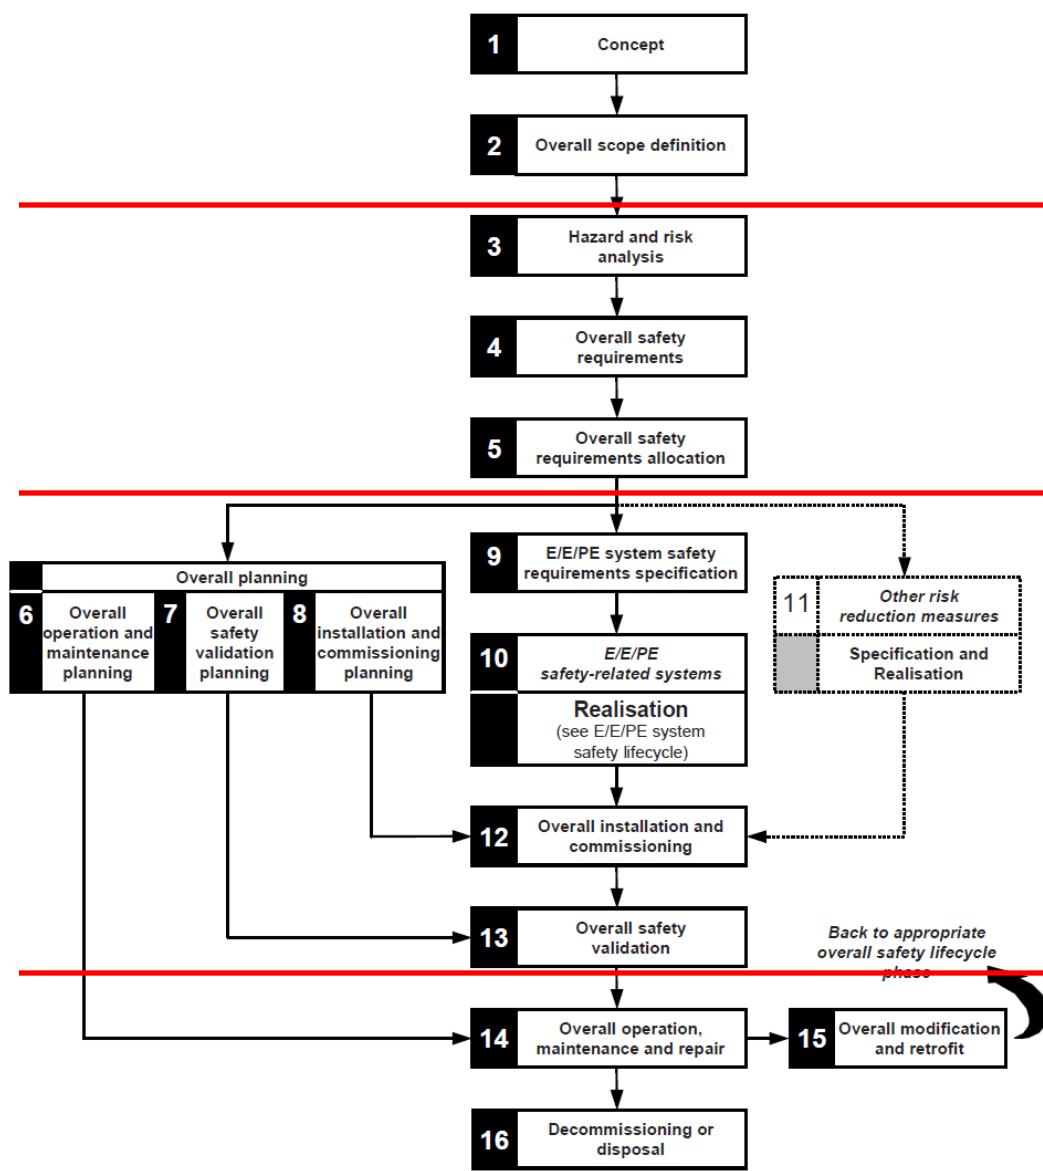 1
Concept
2
Overall scope definition
3
Hazard and risk
analysis
4
Overall safety
requirements
5
Overall safety
requirements allocation
Overall planning
6
Overall
operation and
maintenance
planning
7
Overall
safety
validation
planning
8
Overall
installation and
commissioning
planning
9
E/E/PE system safety
requirements specification
10
E/E/PE
safety-related systems
Realisation
(see E/E/PE system
safety lifecycle)
11
Other risk
reduction measures
Specification and
Realisation
12
Overall installation and
commissioning
13
Overall safety
validation
Back to appropriate
overall safety lifecycle
phase
14
Overall operation,
maintenance and repair
15
Overall modification
and retrofit
16
Decommissioning or
disposal